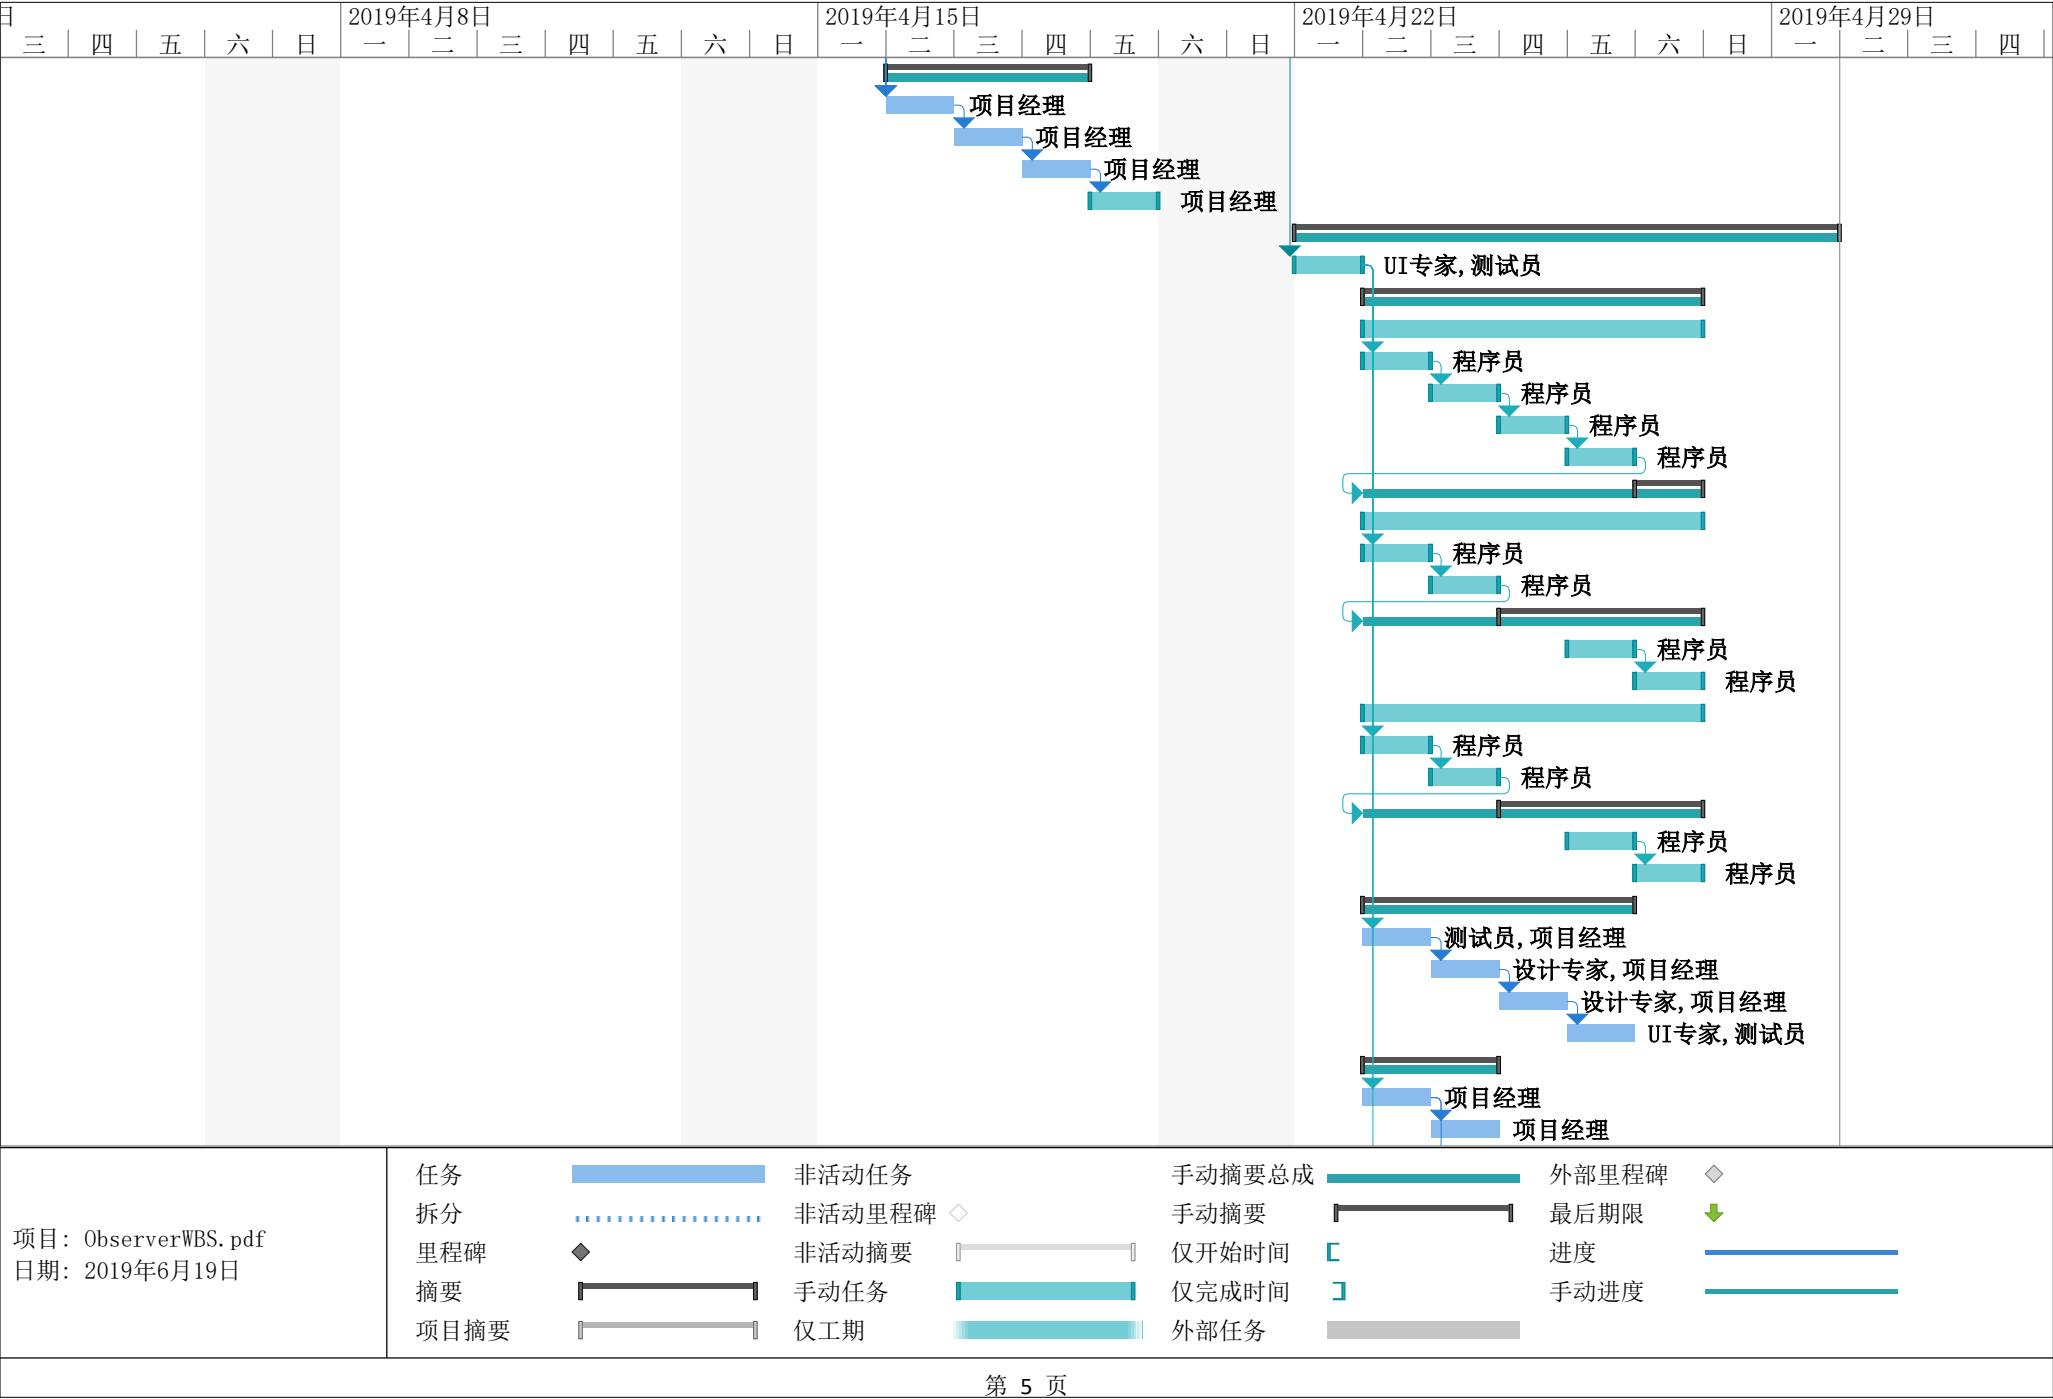 日 2019年4月8日 2019年4月15日 2019年4月22日 2019年4月29日
三 四 五 六 日 一 二 三 四 五 六 日 一 二 三 四 五 六 日 一 二 三 四 五 六 日 一 二 三 四
项目经理
项目经理
项目经理
项目经理
UI专家,测试员
程序员
程序员
程序员
程序员
程序员
程序员
程序员
程序员
程序员
程序员
程序员
程序员
测试员,项目经理
设计专家,项目经理
设计专家,项目经理
UI专家,测试员
项目经理
项目经理
项目: ObserverWBS.pdf
日期: 2019年6月19日
任务
拆分
里程碑
摘要
项目摘要
非活动任务
非活动里程碑
非活动摘要
手动任务
仅工期
手动摘要总成
手动摘要
仅开始时间
仅完成时间
外部任务
外部里程碑
最后期限
进度
手动进度
第 5 页